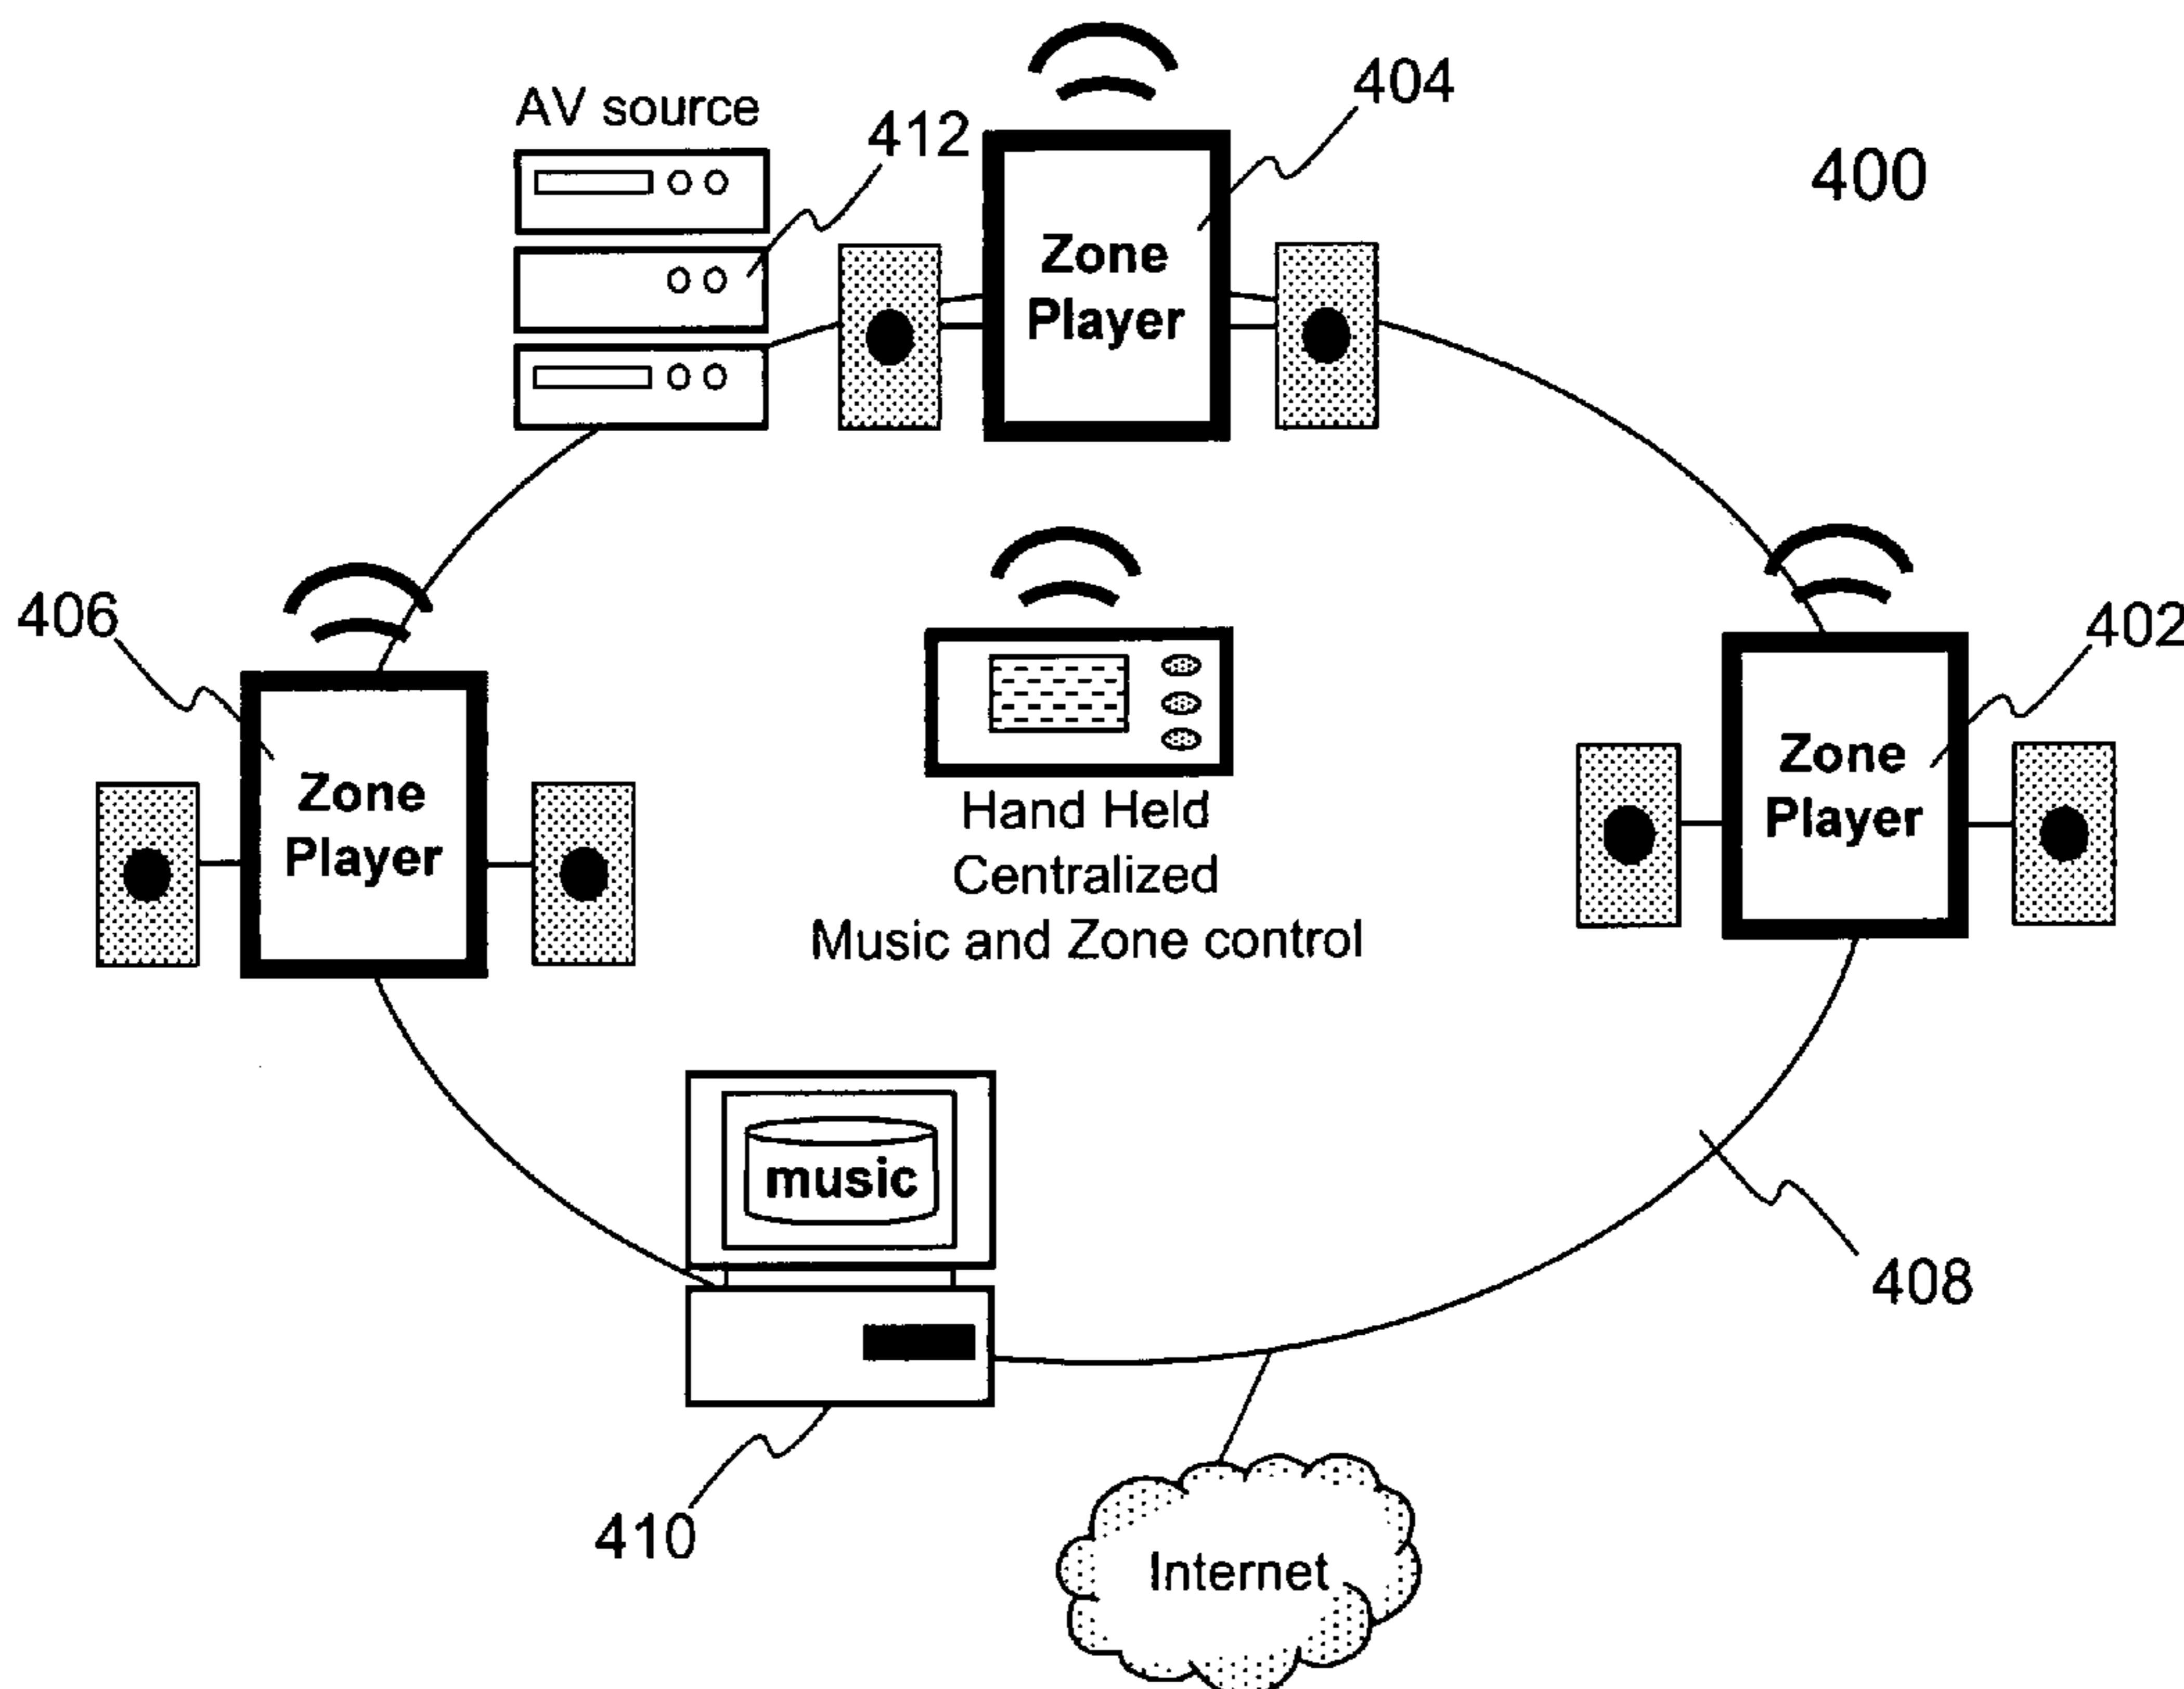 404
AV source
412
400
Zone
Player
406
402
Zone
Player
Hand Held
Centralized
Music and Zone control
Zone
Player
music
408
410
Internet